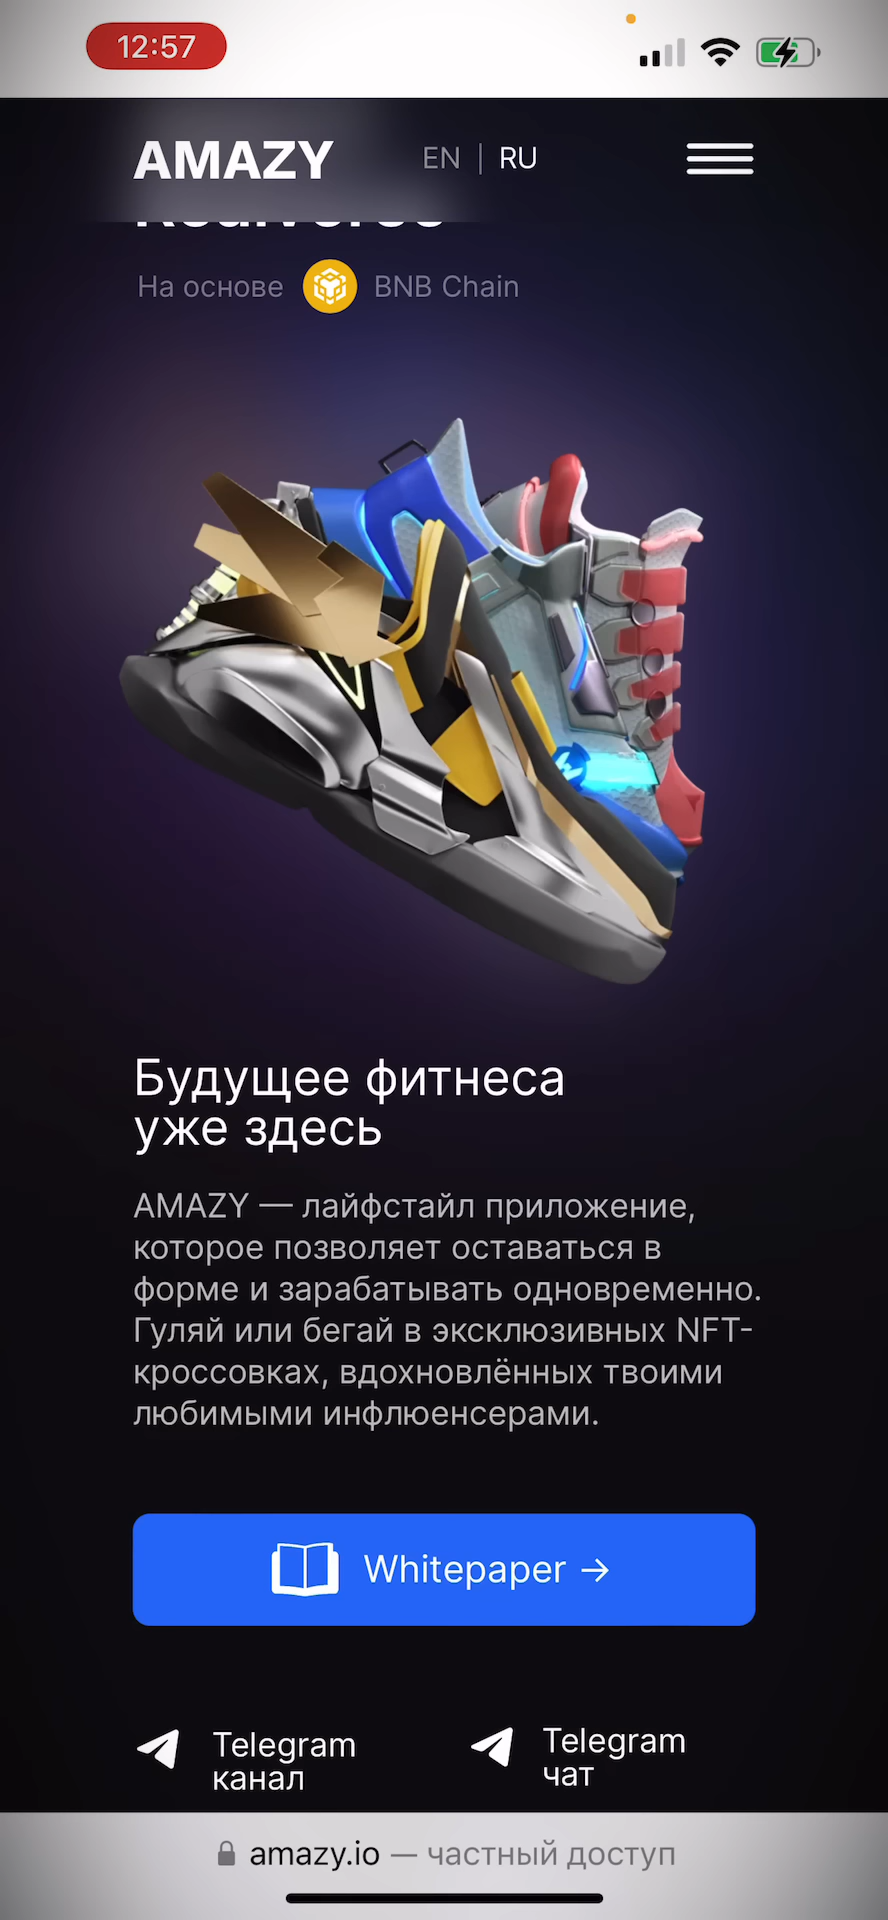 12:57
AMAZY
EN | RU
На основе BNB Chain
Будущее фитнеса
уже здесь
AMAZY — лайфстайл приложение,
которое позволяет оставаться в
форме и зарабатывать одновременно.
Гуляй или бегай в эксклюзивных NFT-
кроссовках, вдохновлённых твоими
любимыми инфлюенсерами.
Whitepaper →
Telegram
канал
Telegram
чат
amazy.io — частный доступ